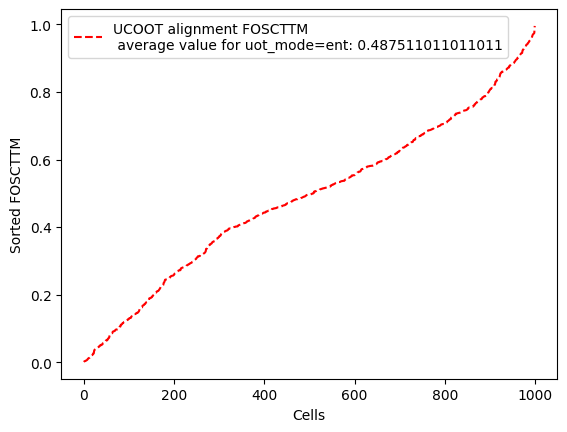 UCOOT alignment FOSCTTM
average value for uot_mode=ent: 0.487511011011011
1.0
0.8
0.6
0.4
0.2
0.0
Sorted FOSCTTM
0 200 400 600 800 1000
Cells